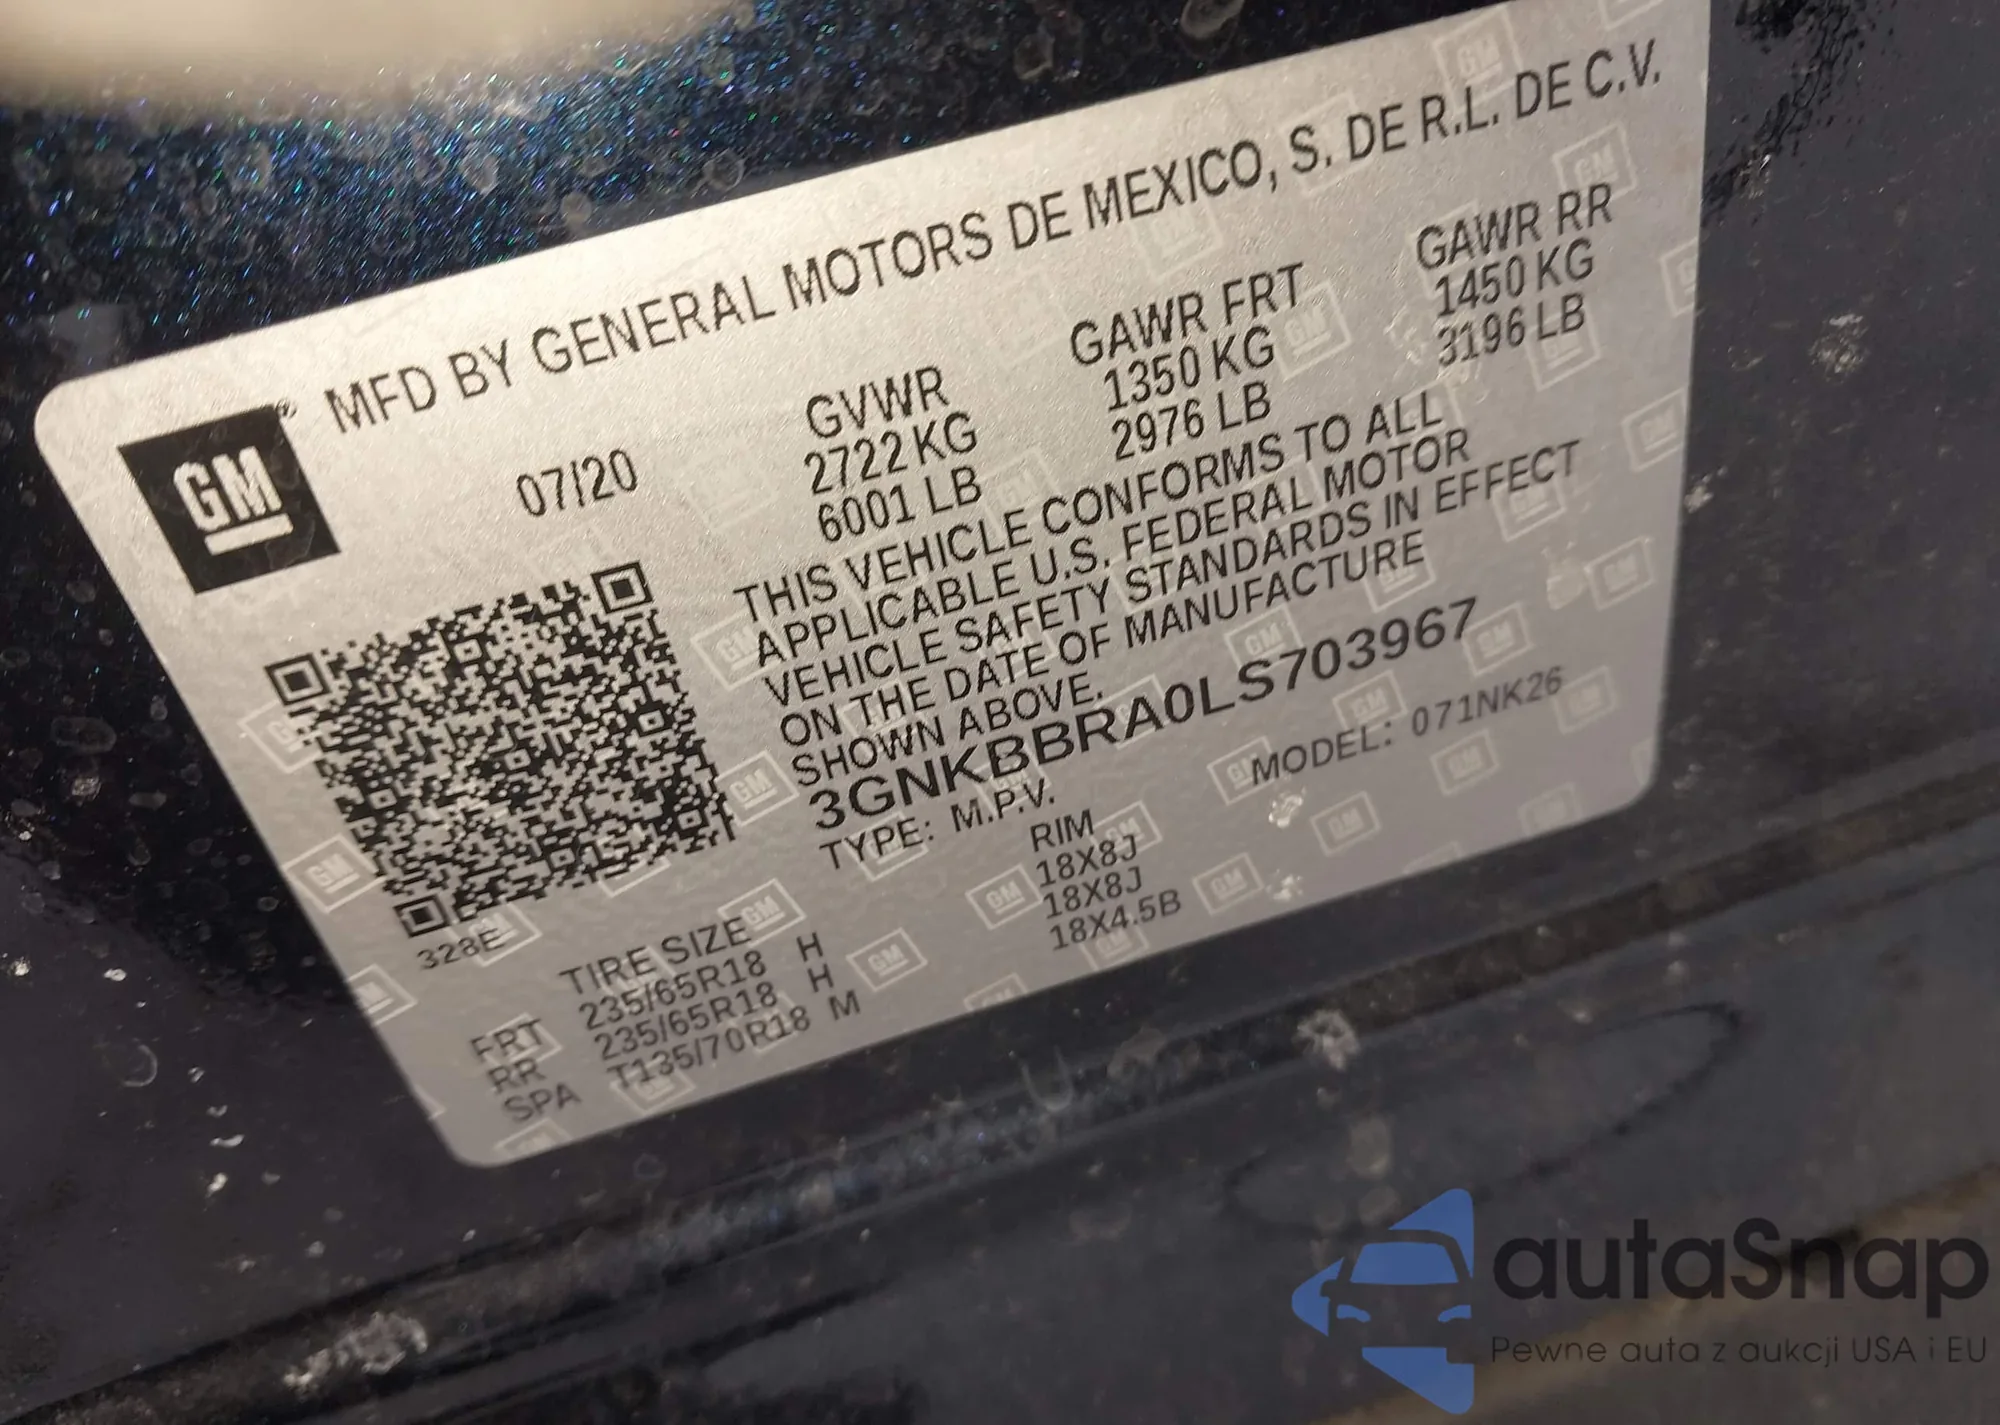 GM ® MFD BY GENERAL MOTORS DE MEXICO, S. DE R.L. DE C.V.
07/20
GVWR
2722 KG
6001 LB
GAWR FRT
1350 KG
2976 LB
GAWR RR
1450 KG
3196 LB
THIS VEHICLE CONFORMS TO ALL
APPLICABLE U.S. FEDERAL MOTOR
VEHICLE SAFETY STANDARDS IN EFFECT
ON THE DATE OF MANUFACTURE
SHOWN ABOVE.
3GNKBBRA0LS703967
TYPE: M.P.V.
MODEL: 071NK26
328E
TIRE SIZE RIM
FRT 235/65R18 H 18X8J
RR 235/65R18 H 18X8J
SPA T135/70R18 M 18X4.5B
autaSnap
Pewne auta z aukcji USA i EU